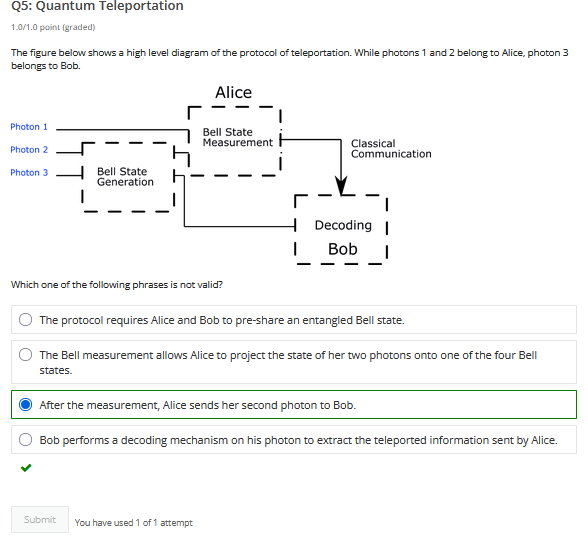 Q5: Quantum Teleportation
1.0/1.0 point (graded)
The figure below shows a high level diagram of the protocol of teleportation. While photons 1 and 2 belong to Alice, photon 3
belongs to Bob.
Alice
Photon 1
Bell State
Measurement
Photon 2
Classical
Communication
Photon 3
Bell State
Generation
Decoding
Bob
Which one of the following phrases is not valid?
The protocol requires Alice and Bob to pre-share an entangled Bell state.
The Bell measurement allows Alice to project the state of her two photons onto one of the four Bell
states.
After the measurement, Alice sends her second photon to Bob.
Bob performs a decoding mechanism on his photon to extract the teleported information sent by Alice.
Submit
You have used 1 of 1 attempt